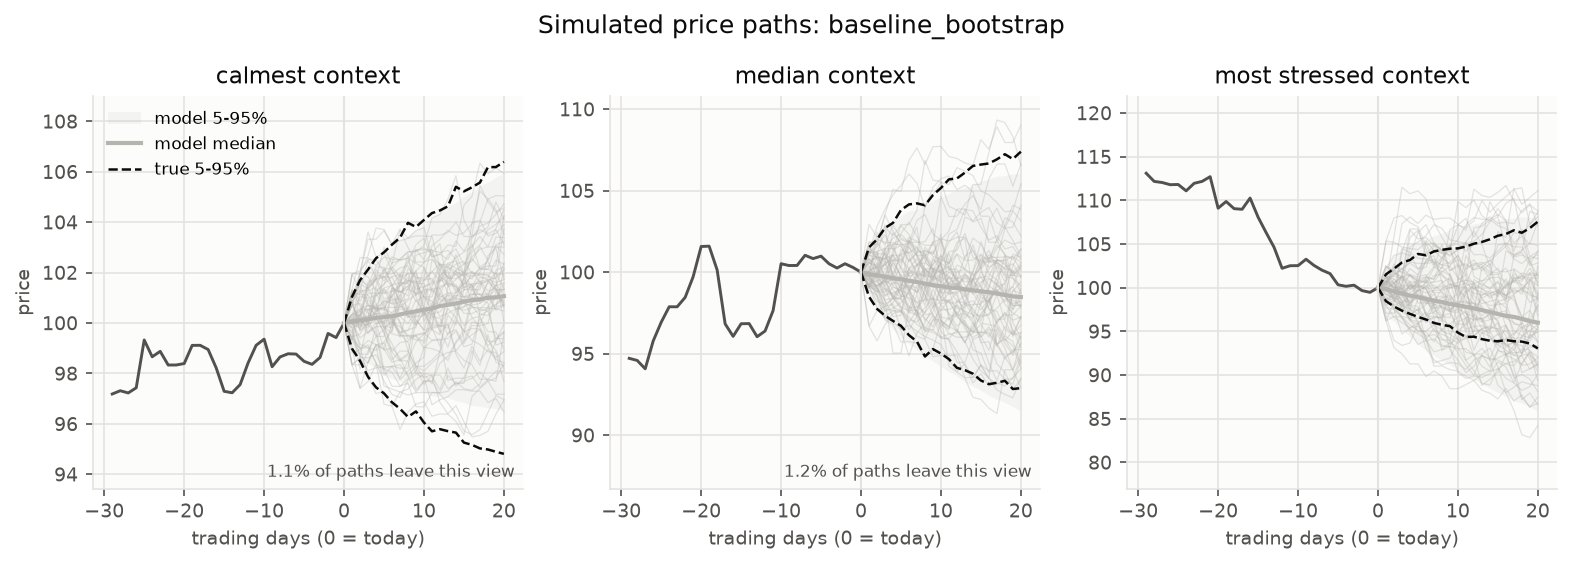 Simulated price paths: baseline_bootstrap
calmest context
108
106
104
102
100
98
96
94
price
model 5-95%
model median
true 5-95%
1.1% of paths leave this view
−30 −20 −10 0 10 20
trading days (0 = today)
median context
110
105
100
95
90
price
1.2% of paths leave this view
−30 −20 −10 0 10 20
trading days (0 = today)
most stressed context
120
115
110
105
100
95
90
85
80
price
−30 −20 −10 0 10 20
trading days (0 = today)